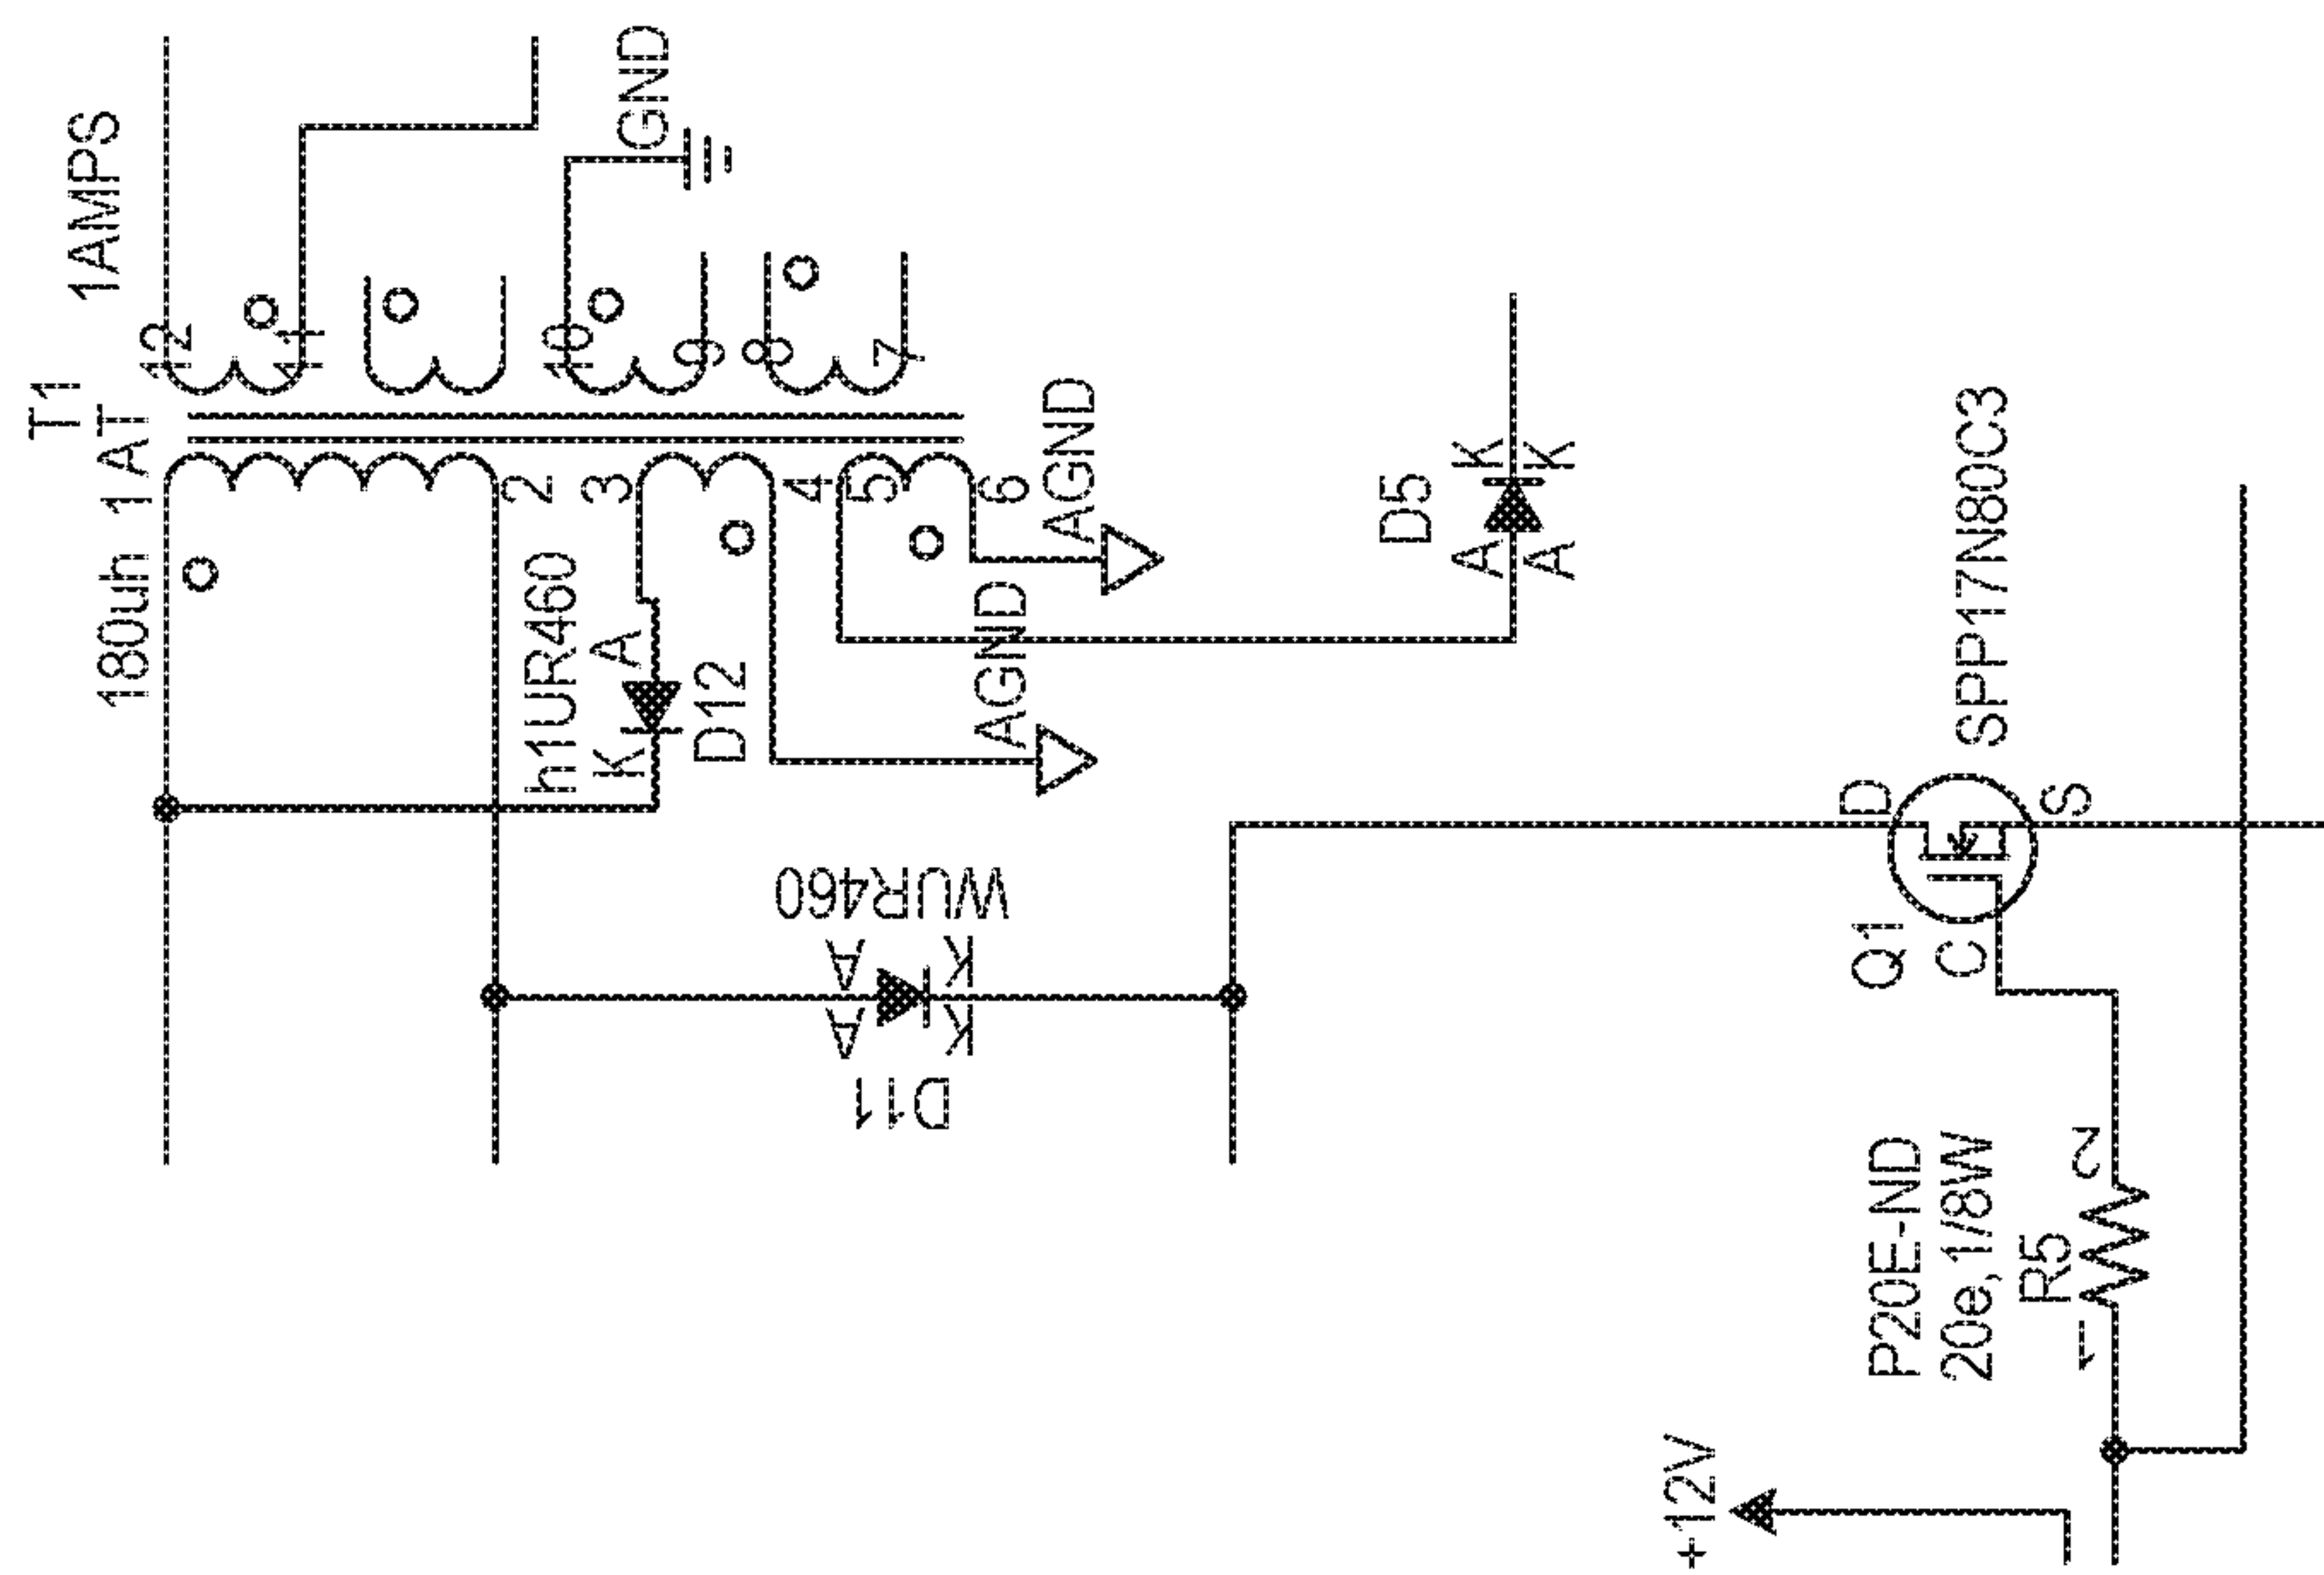 T1
180uh 1 AT
1AMPS
12
11
10
9
8
7
GND
2
3
4
5
6
AGND
AGND
h1UR460
K A
D12
D5
A K
A K
WUR460
A K
A K
D11
Q1
D
S
C
SPP17N80C3
P20E-ND
20e,1/8W
R5
1
2
+12V